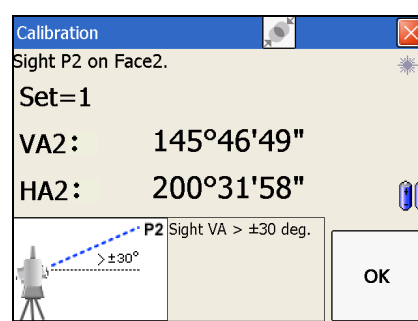 Calibration
Sight P2 on Face2.
Set=1
VA2: 145°46'49"
HA2: 200°31'58"
P2 Sight VA > ±30 deg.
>±30°
OK